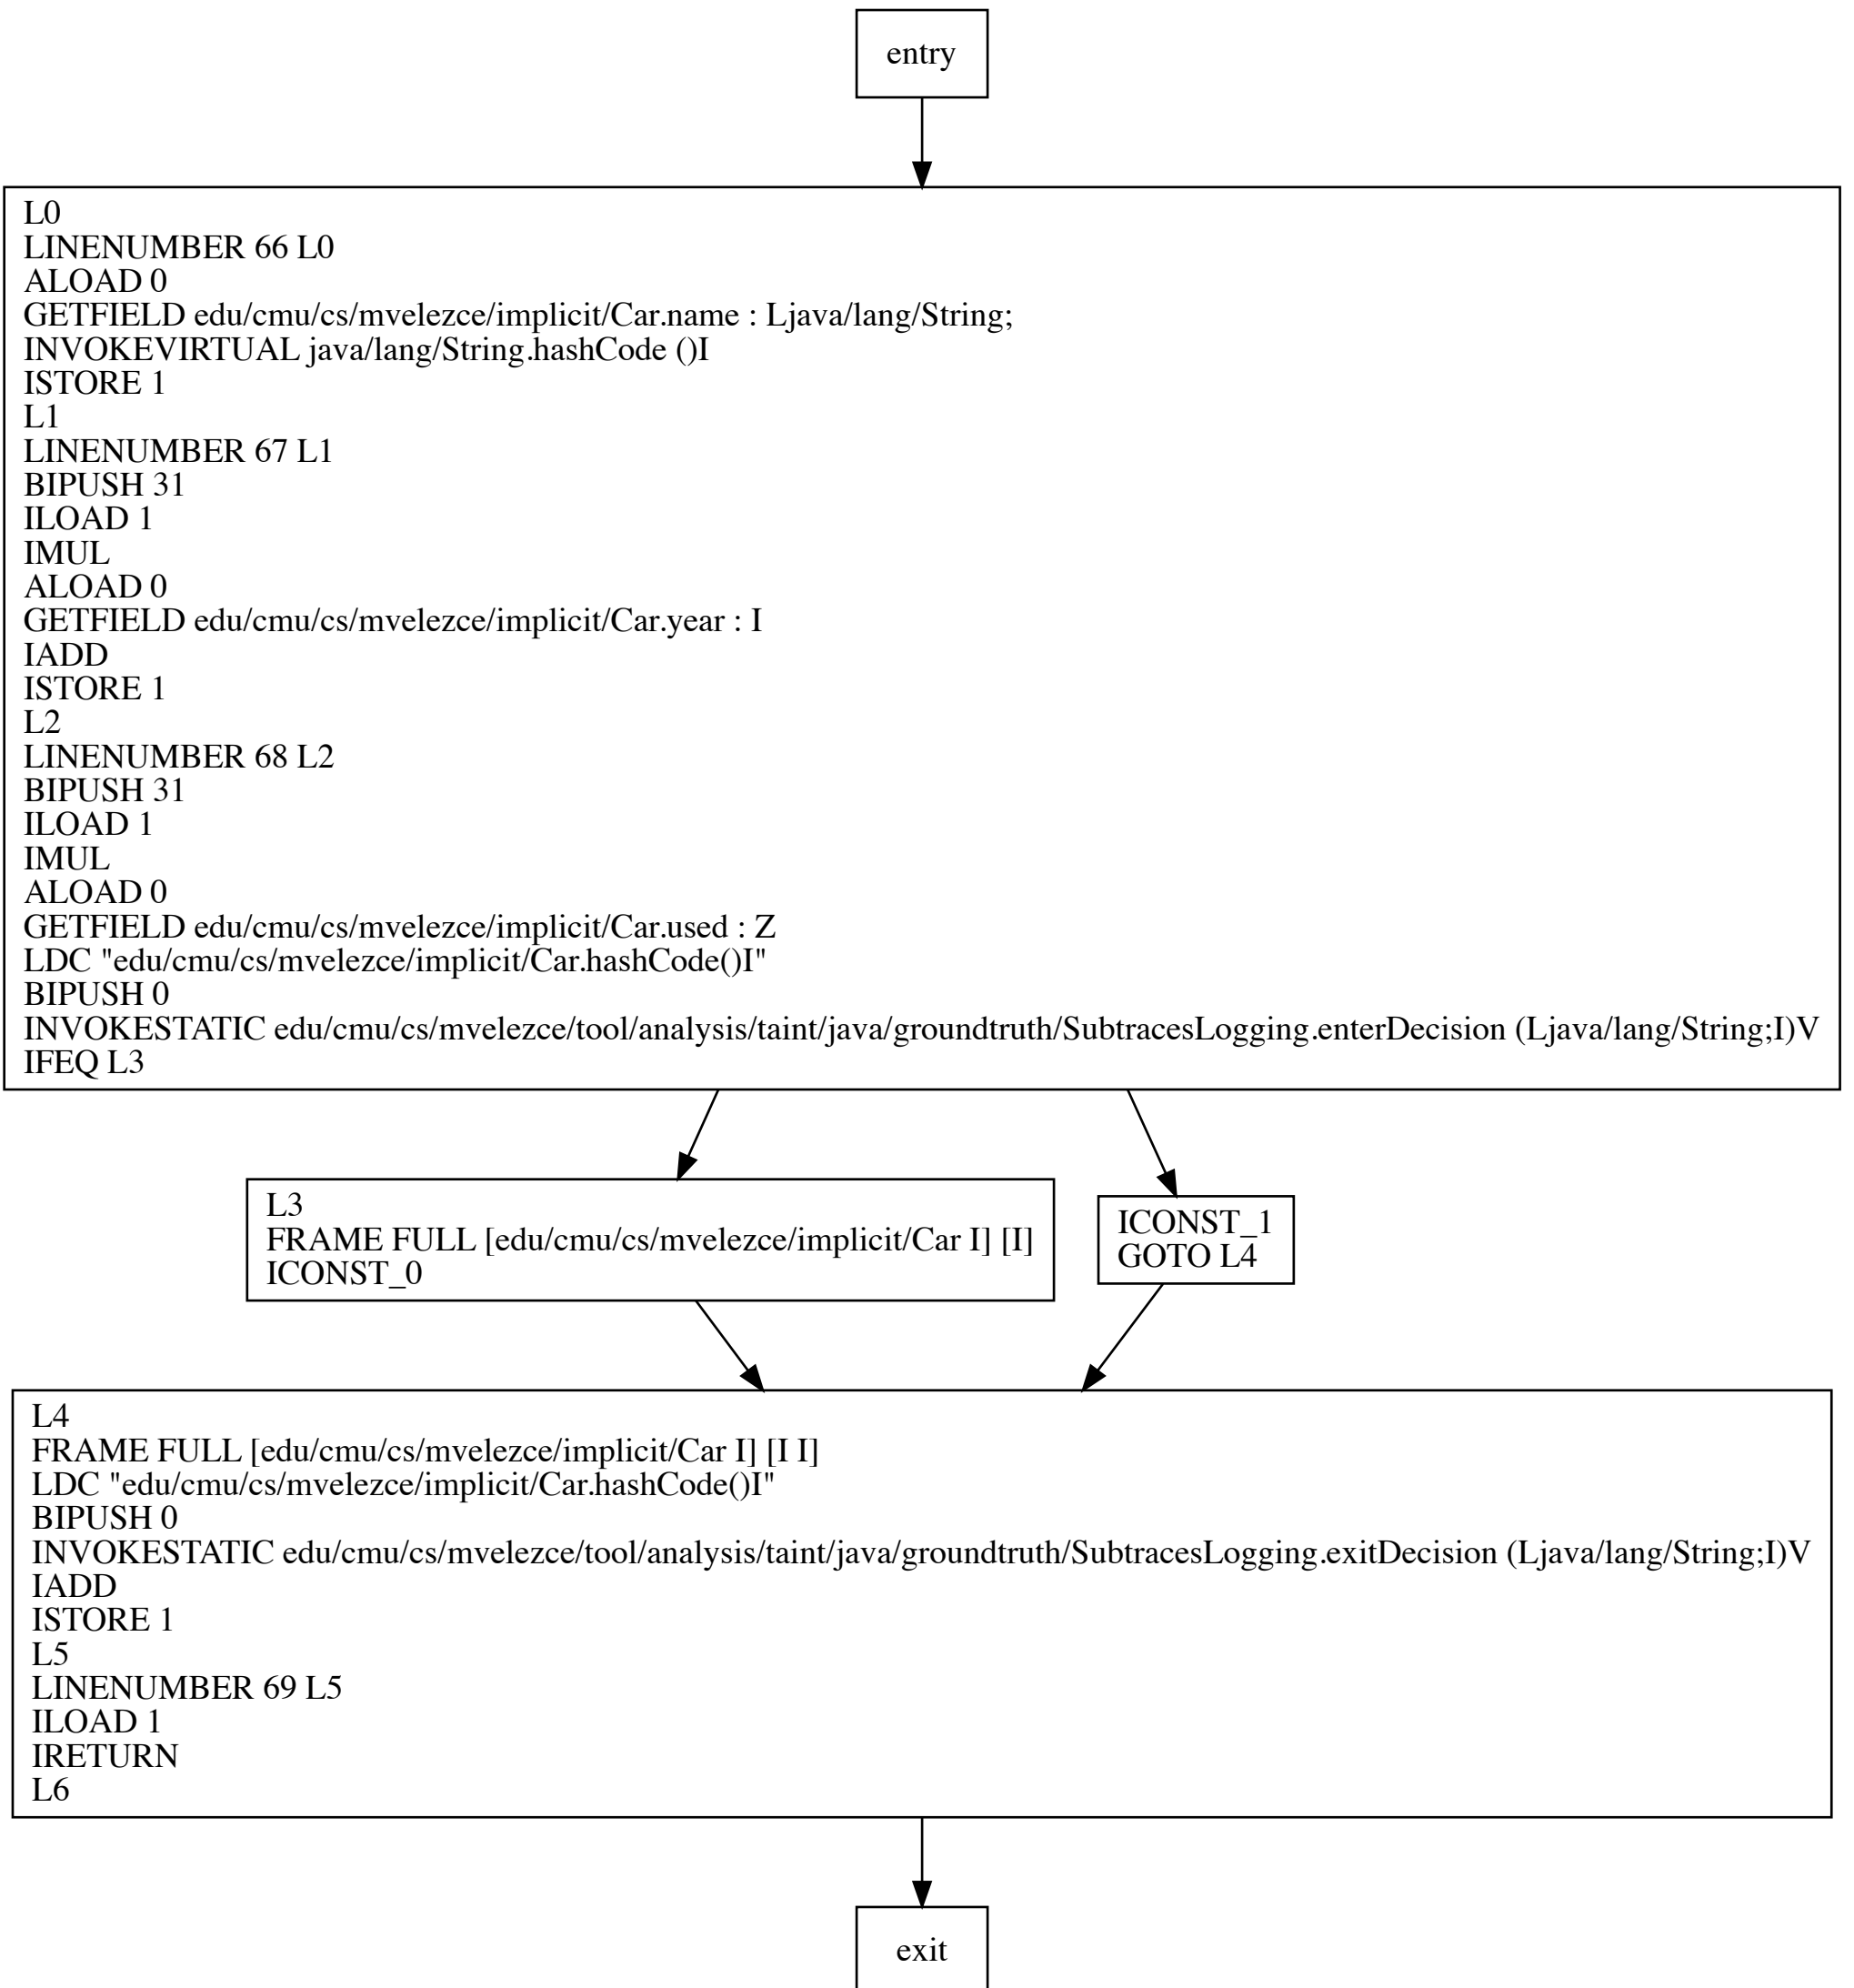 entry
L0
LINENUMBER 66 L0
ALOAD 0
GETFIELD edu/cmu/cs/mvelezce/implicit/Car.name : Ljava/lang/String;
INVOKEVIRTUAL java/lang/String.hashCode ()I
ISTORE 1
L1
LINENUMBER 67 L1
BIPUSH 31
ILOAD 1
IMUL
ALOAD 0
GETFIELD edu/cmu/cs/mvelezce/implicit/Car.year : I
IADD
ISTORE 1
L2
LINENUMBER 68 L2
BIPUSH 31
ILOAD 1
IMUL
ALOAD 0
GETFIELD edu/cmu/cs/mvelezce/implicit/Car.used : Z
LDC "edu/cmu/cs/mvelezce/implicit/Car.hashCode()I"
BIPUSH 0
INVOKESTATIC edu/cmu/cs/mvelezce/tool/analysis/taint/java/groundtruth/SubtracesLogging.enterDecision (Ljava/lang/String;I)V
IFEQ L3
L3
FRAME FULL [edu/cmu/cs/mvelezce/implicit/Car I] [I]
ICONST_0
ICONST_1
GOTO L4
L4
FRAME FULL [edu/cmu/cs/mvelezce/implicit/Car I] [I I]
LDC "edu/cmu/cs/mvelezce/implicit/Car.hashCode()I"
BIPUSH 0
INVOKESTATIC edu/cmu/cs/mvelezce/tool/analysis/taint/java/groundtruth/SubtracesLogging.exitDecision (Ljava/lang/String;I)V
IADD
ISTORE 1
L5
LINENUMBER 69 L5
ILOAD 1
IRETURN
L6
exit